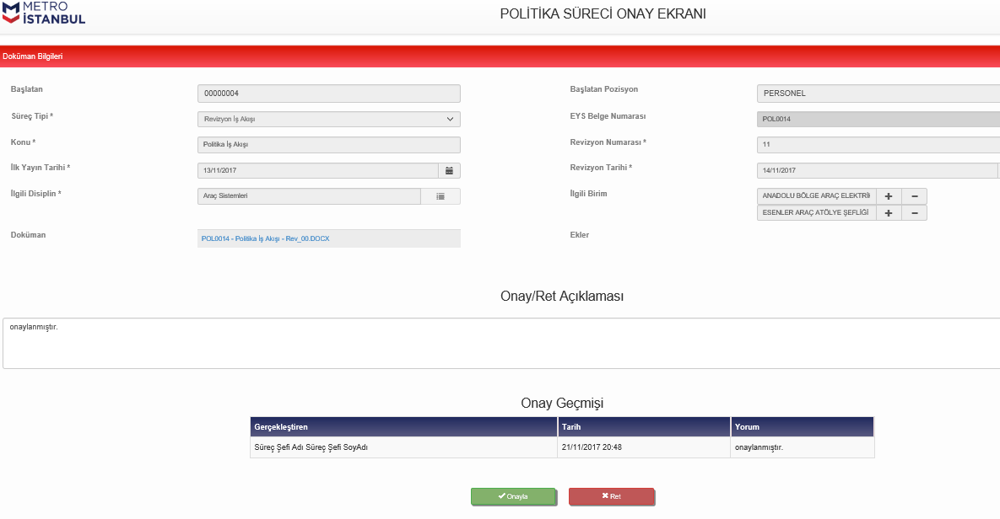 METRO
İSTANBUL
POLİTİKA SÜRECİ ONAY EKRANI
Doküman Bilgileri
Başlatan 00000004 Başlatan Pozisyon PERSONEL
Süreç Tipi * Revizyon İş Akışı EYS Belge Numarası POL0014
Konu * Politika İş Akışı Revizyon Numarası * 11
İlk Yayın Tarihi * 13/11/2017 Revizyon Tarihi * 14/11/2017
İlgili Disiplin * Araç Sistemleri İlgili Birim ANADOLU BÖLGE ARAÇ ELEKTRİK
ESENLER ARAÇ ATÖLYE ŞEFLİĞİ
Doküman POL0014 - Politika İş Akışı - Rev_00.DOCX Ekler
Onay/Ret Açıklaması
onaylanmıştır.
Onay Geçmişi
Gerçekleştiren Tarih Yorum
Süreç Şefi Adı Süreç Şefi SoyAdı 21/11/2017 20:48 onaylanmıştır.
Onayla Ret